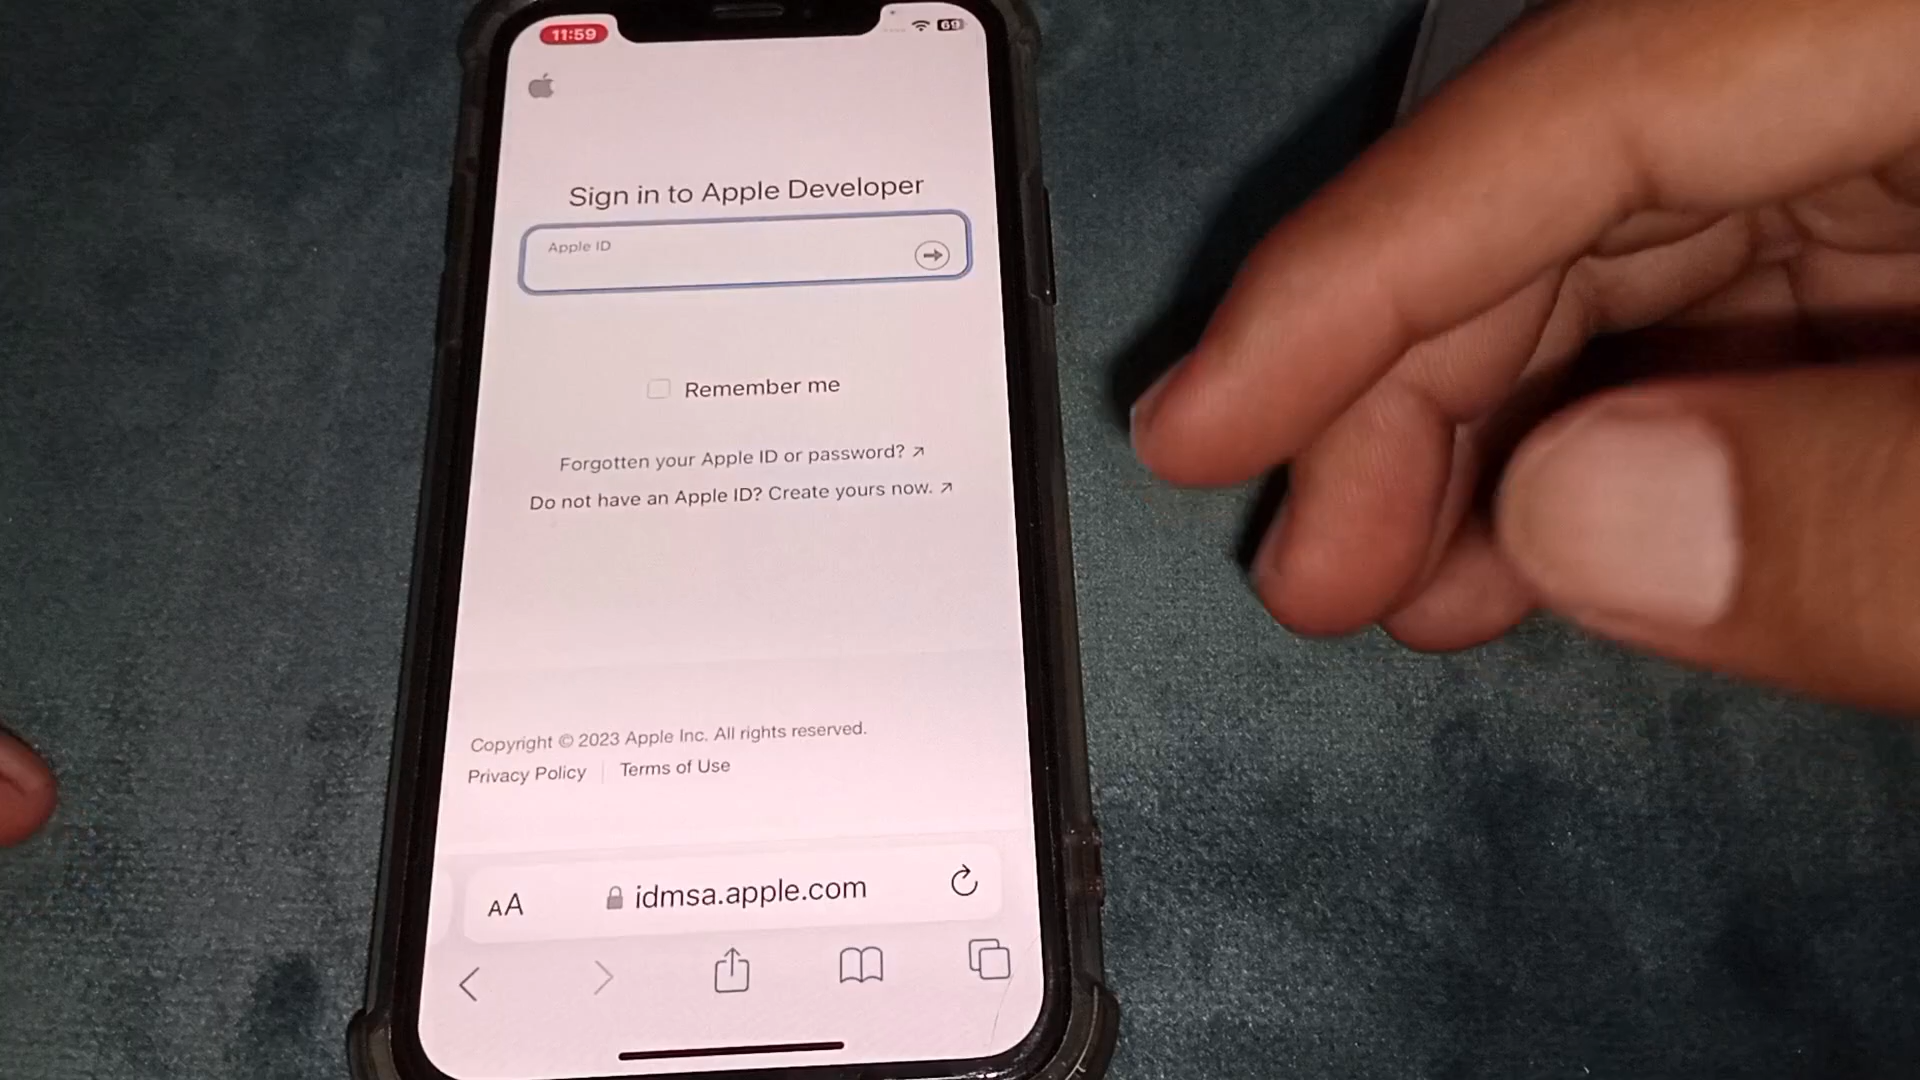 11:59
69
Sign in to Apple Developer
Apple ID
Remember me
Forgotten your Apple ID or password? ↗
Do not have an Apple ID? Create yours now. ↗
Copyright © 2023 Apple Inc. All rights reserved.
Privacy Policy | Terms of Use
AA idmsa.apple.com